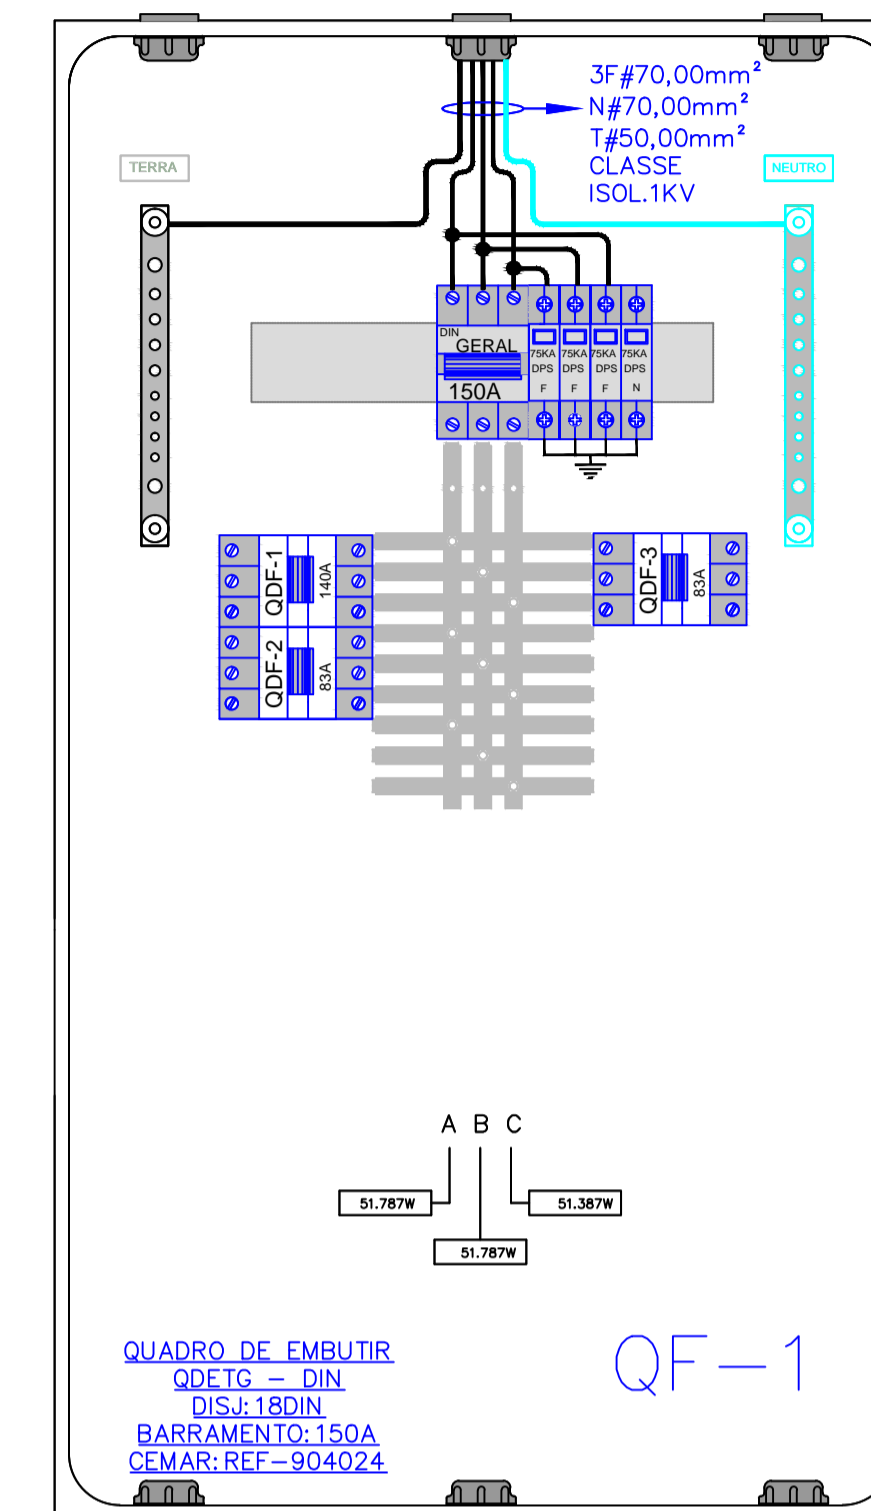 3F#70,00mm²
N#70,00mm²
T#50,00mm²
CLASSE
ISOL.1KV
TERRA
NEUTRO
DIN
GERAL
150A
75KA
DPS
F
75KA
DPS
F
75KA
DPS
F
75KA
DPS
N
QDF-1
140A
QDF-2
83A
QDF-3
83A
A B C
51.787W
51.387W
51.787W
QUADRO DE EMBUTIR
QDETG - DIN
DISJ:18DIN
BARRAMENTO:150A
CEMAR:REF-904024
QF-1